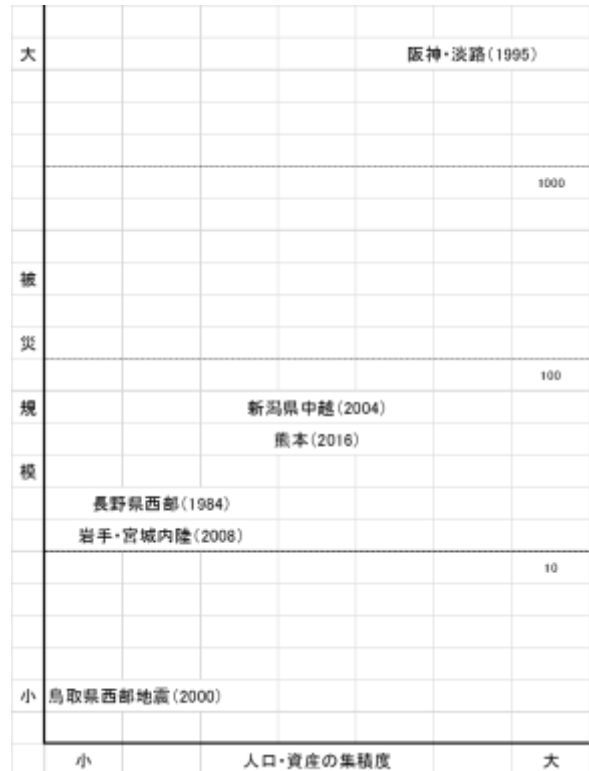 大
阪神・淡路(1995)
1000
被
災
100
規
新潟県中越(2004)
熊本(2016)
模
長野県西部(1984)
岩手・宮城内陸(2008)
10
小
鳥取県西部地震(2000)
小
人口・資産の集積度
大